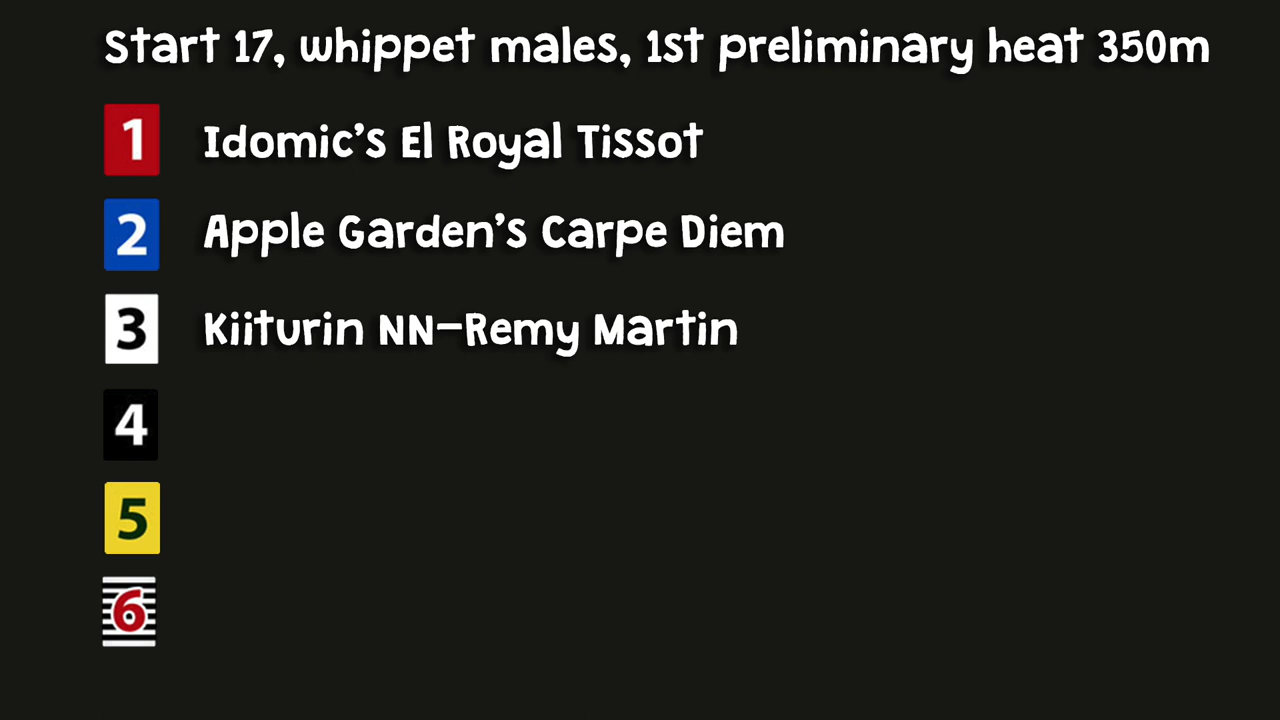 Start 17, whippet males, 1st preliminary heat 350m
1 Idomic's El Royal Tissot
2 Apple Garden's Carpe Diem
3 Kiiturin NN-Remy Martin
4
5
6